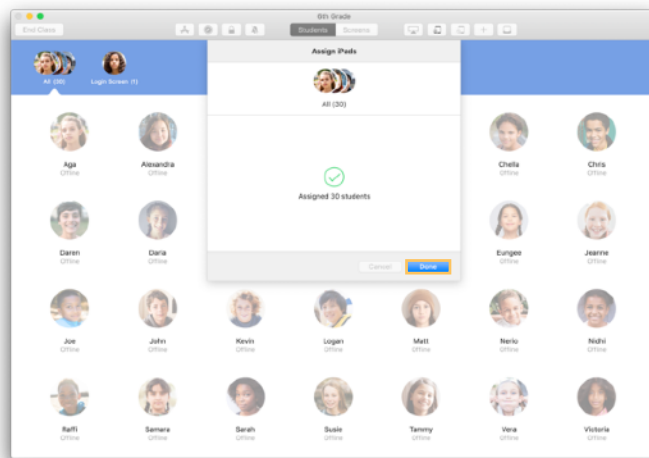 6th Grade
End Class
Students
Screens
All (30)
Login Screen (1)
Assign iPads
All (30)
Assigned 30 students
Cancel
Done
Aga
Offline
Alexandra
Offline
Chella
Offline
Chris
Offline
Daren
Offline
Daria
Offline
Eungee
Offline
Jeanne
Offline
Joe
Offline
John
Offline
Kevin
Offline
Logan
Offline
Matt
Offline
Nerio
Offline
Nidhi
Offline
Raffi
Offline
Samara
Offline
Sarah
Offline
Susie
Offline
Tammy
Offline
Vera
Offline
Victoria
Offline